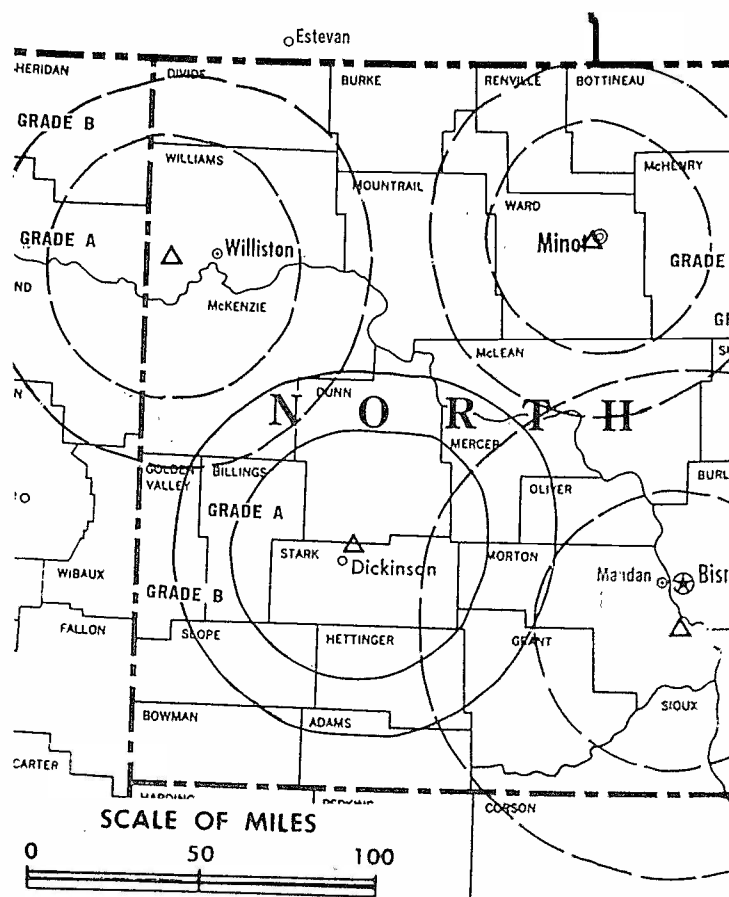 Estevan
HERIDAN DIVIDE BURKE RENVILLE BOTTINEAU
GRADE B
WILLIAMS McHENRY
MOUNTRAIL
WARD
GRADE A Williston Minot
GRADE
ND
McKENZIE
GR
McLEAN
DUNN
N O R T H
MERCER
GOLDEN VALLEY BILLINGS
BURL
OLIVER
GRADE A
STARK MORTON
Dickinson Mandan Bism
WIBAUX
GRADE B
FALLON SLOPE HETTINGER GRANT
SIOUX
BOWMAN ADAMS
CARTER
CORSON
SCALE OF MILES
0 50 100